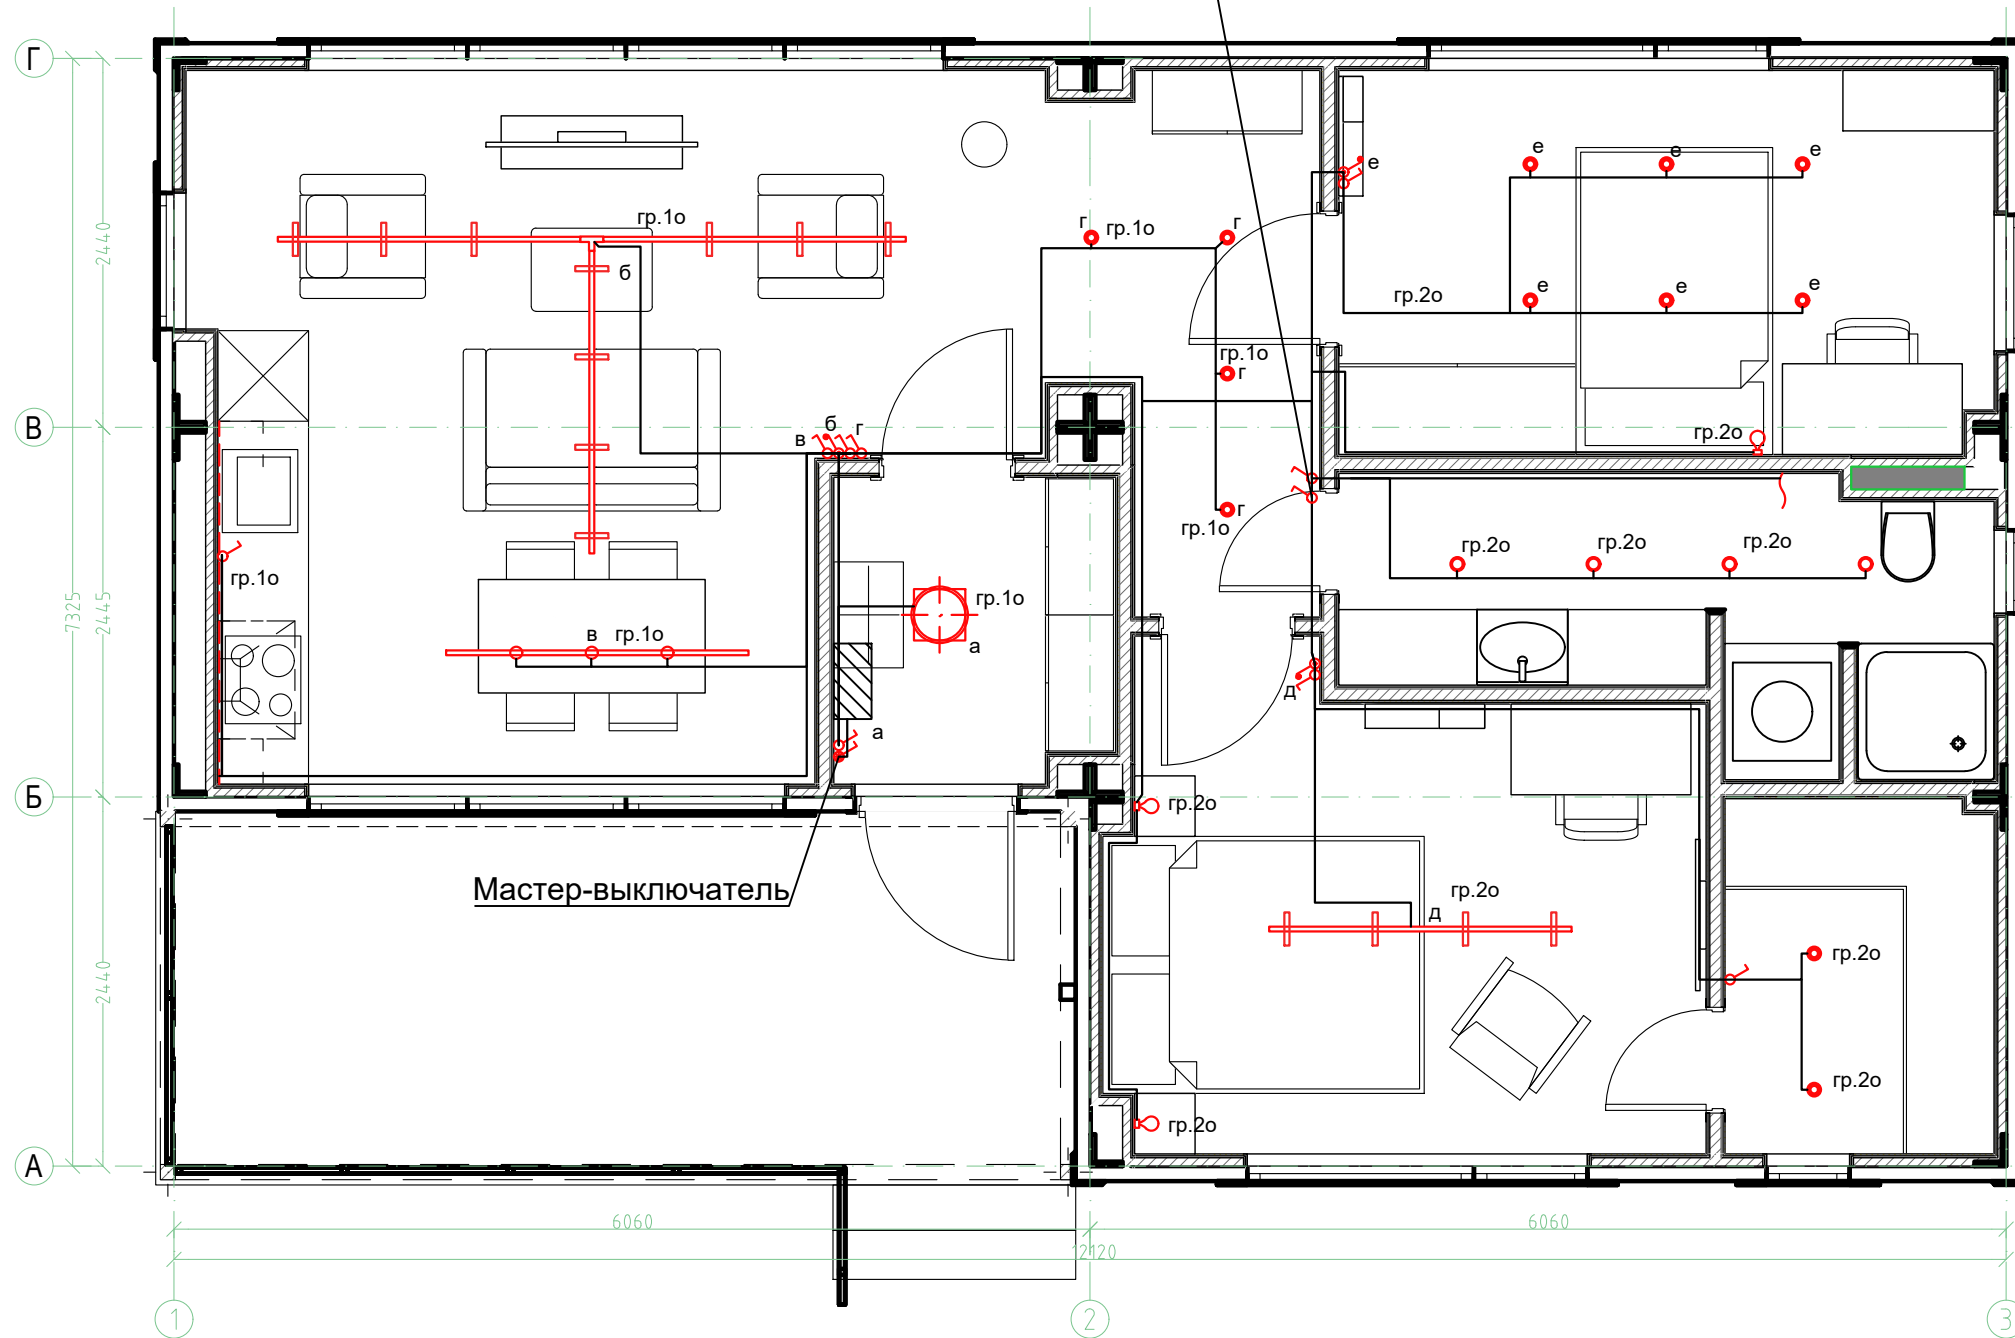 Г
е
е
е
е
гр.1о
г
гр.1о
г
2440
б
е
е
е
гр.2о
гр.1о
г
б
г
в
В
гр.2о
г
гр.1о
гр.2о
гр.2о
гр.2о
гр.1о
гр.1о
7325
2445
в гр.1о
а
д
а
Б
гр.2о
Мастер-выключатель
гр.2о
д
гр.2о
2440
гр.2о
гр.2о
А
6060
6060
12120
1
2
3